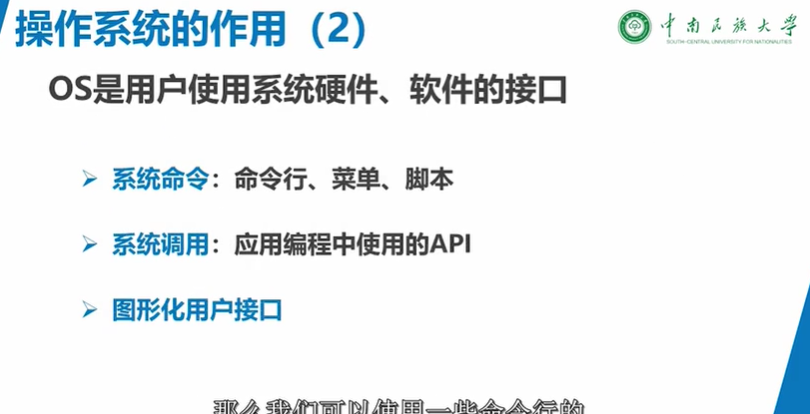 操作系统的作用（2）
中南民族大学
SOUTH-CENTRAL UNIVERSITY FOR NATIONALITIES
OS是用户使用系统硬件、软件的接口
系统命令：命令行、菜单、脚本
系统调用：应用编程中使用的API
图形化用户接口
那么我们可以使用一些命令行的